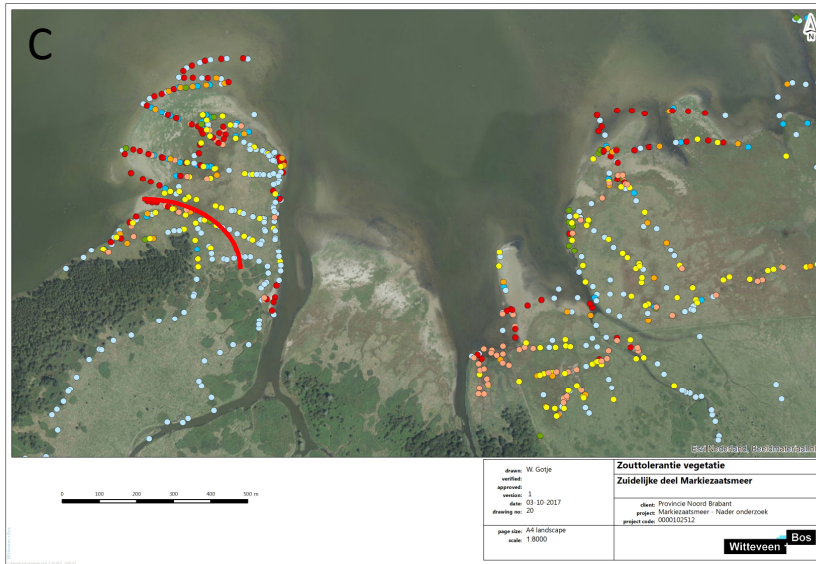 C
N
Esri Nederland, Beeldmateriaal.nl
0 100 200 300 400 500 m
drawn: W. Gotje
verified:
approved:
version: 1
date: 03-10-2017
drawing no: 20
page size: A4 landscape
scale: 1:8000
Zouttolerantie vegetatie
Zuidelijke deel Markiezaatsmeer
client: Provincie Noord Brabant
project: Markiezaatsmeer - Nader onderzoek
project code: 0000102512
Witteveen Bos